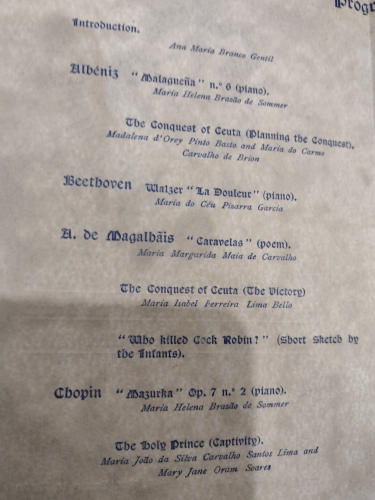 Introduction.
Ana Maria Branco Gentil
Albéniz "Malagueña" n.º 6 (piano).
Maria Helena Brasão de Sommer
The Conquest of Ceuta (Planning the Conquest).
Madalena d'Orey Pinto Basto and Maria do Carmo
Carvalho de Brion
Beethoven Walzer "La Douleur" (piano).
Maria do Céu Pisarra Garcia
A. de Magalhãis "Caravelas" (poem).
Maria Margarida Maia de Carvalho
The Conquest of Ceuta (The Victory)
Maria Isabel Ferreira Lima Bello
"Who killed Cock Robin?" (Short Sketch by
the Infants).
Chopin "Mazurka" Op. 7 n.º 2 (piano).
Maria Helena Brasão de Sommer
The Holy Prince (Captivity).
Maria João da Silva Carvalho Santos Lima and
Mary Jane Oram Soares